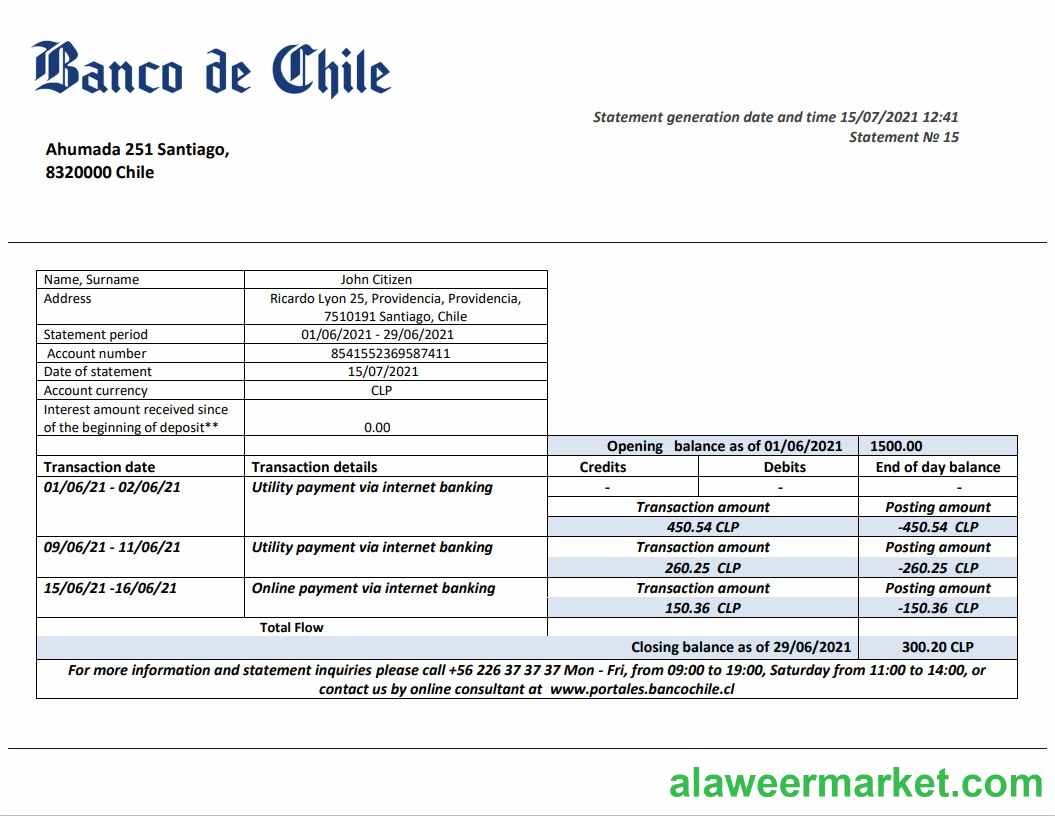 Banco de Chile
Statement generation date and time 15/07/2021 12:41
Statement № 15
Ahumada 251 Santiago,
8320000 Chile
Name, Surname John Citizen
Address Ricardo Lyon 25, Providencia, Providencia,
7510191 Santiago, Chile
Statement period 01/06/2021 - 29/06/2021
Account number 8541552369587411
Date of statement 15/07/2021
Account currency CLP
Interest amount received since
of the beginning of deposit** 0.00
Opening balance as of 01/06/2021 1500.00
Transaction date Transaction details Credits Debits End of day balance
01/06/21 - 02/06/21 Utility payment via internet banking - - -
Transaction amount Posting amount
450.54 CLP -450.54 CLP
09/06/21 - 11/06/21 Utility payment via internet banking Transaction amount Posting amount
260.25 CLP -260.25 CLP
15/06/21 -16/06/21 Online payment via internet banking Transaction amount Posting amount
150.36 CLP -150.36 CLP
Total Flow
Closing balance as of 29/06/2021 300.20 CLP
For more information and statement inquiries please call +56 226 37 37 37 Mon - Fri, from 09:00 to 19:00, Saturday from 11:00 to 14:00, or
contact us by online consultant at www.portales.bancochile.cl
alaweermarket.com